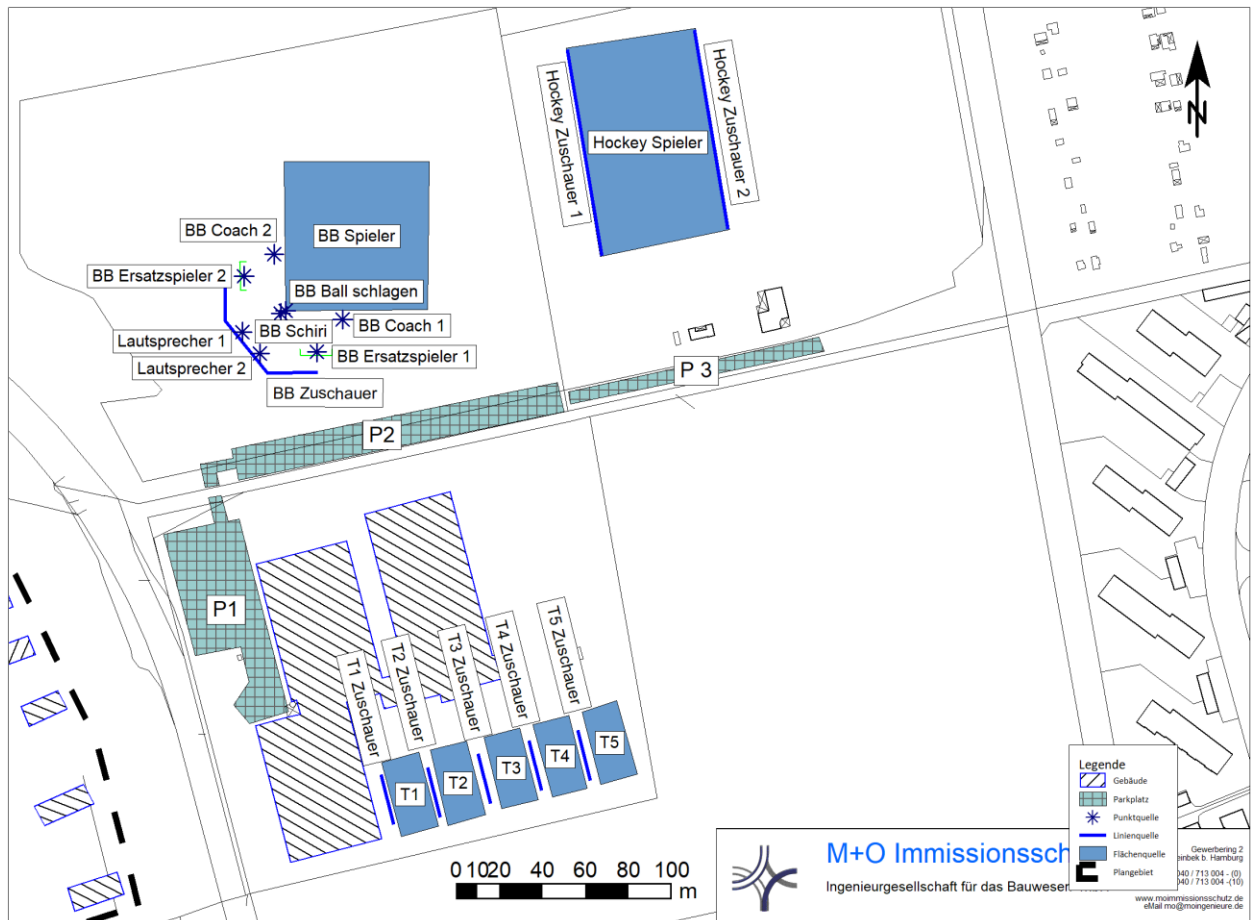 Hockey Zuschauer 1
Hockey Spieler
Hockey Zuschauer 2
N
BB Coach 2
BB Spieler
BB Ersatzspieler 2
BB Ball schlagen
BB Schiri
BB Coach 1
Lautsprecher 1
Lautsprecher 2
BB Ersatzspieler 1
BB Zuschauer
P 3
P2
P1
T1 Zuschauer
T2 Zuschauer
T3 Zuschauer
T4 Zuschauer
T5 Zuschauer
T1
T2
T3
T4
T5
Legende
Gebäude
Parkplatz
Punktquelle
Linienquelle
Flächenquelle
Plangebiet
0 10 20 40 60 80 100
m
M+O Immissionssch
Ingenieurgesellschaft für das Bauwesen
Gewerbering 2
einbek b. Hamburg
040 / 713 004 - (0)
040 / 713 004 -(10)
www.moimmissionsschutz.de
eMail mo@moingenieure.de